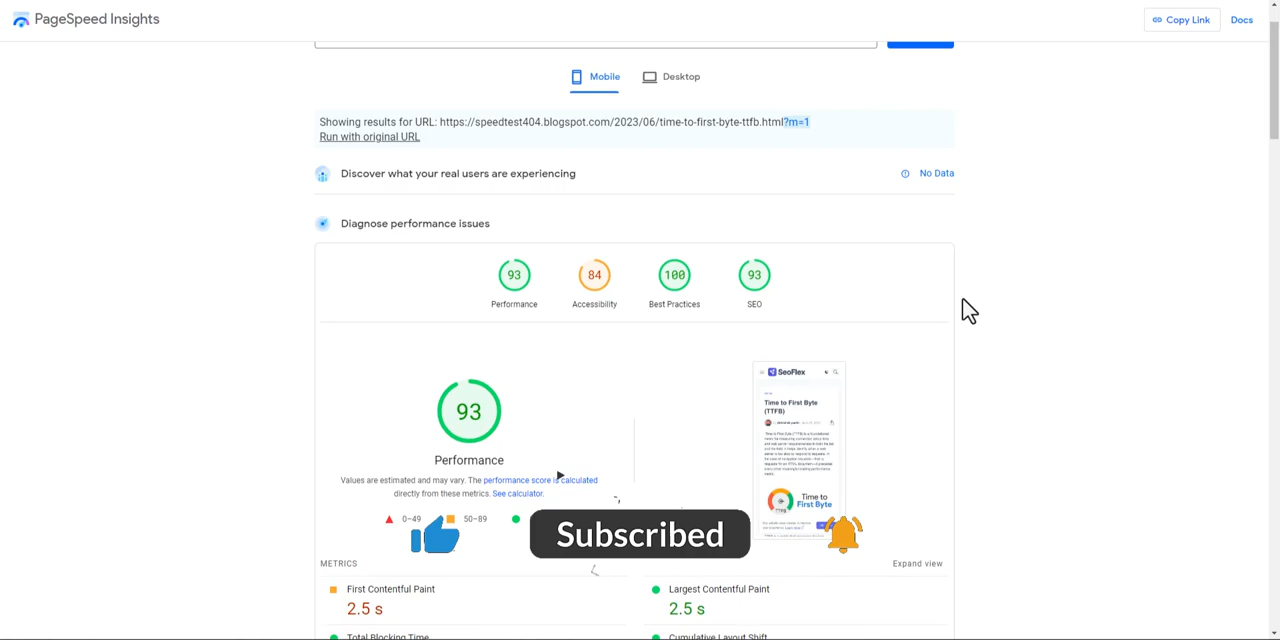 PageSpeed Insights
Copy Link
Docs
Mobile
Desktop
Showing results for URL: https://speedtest404.blogspot.com/2023/06/time-to-first-byte-ttfb.html?m=1
Run with original URL
Discover what your real users are experiencing
No Data
Diagnose performance issues
93
84
100
93
Performance
Accessibility
Best Practices
SEO
SeoFlex
Time to First Byte
(TTFB)
93
Performance
Values are estimated and may vary. The performance score is calculated
directly from these metrics. See calculator.
Time to
First Byte
0–49
50–89
Subscribed
METRICS
Expand view
First Contentful Paint
2.5 s
Largest Contentful Paint
2.5 s
Total Blocking Time
Cumulative Layout Shift